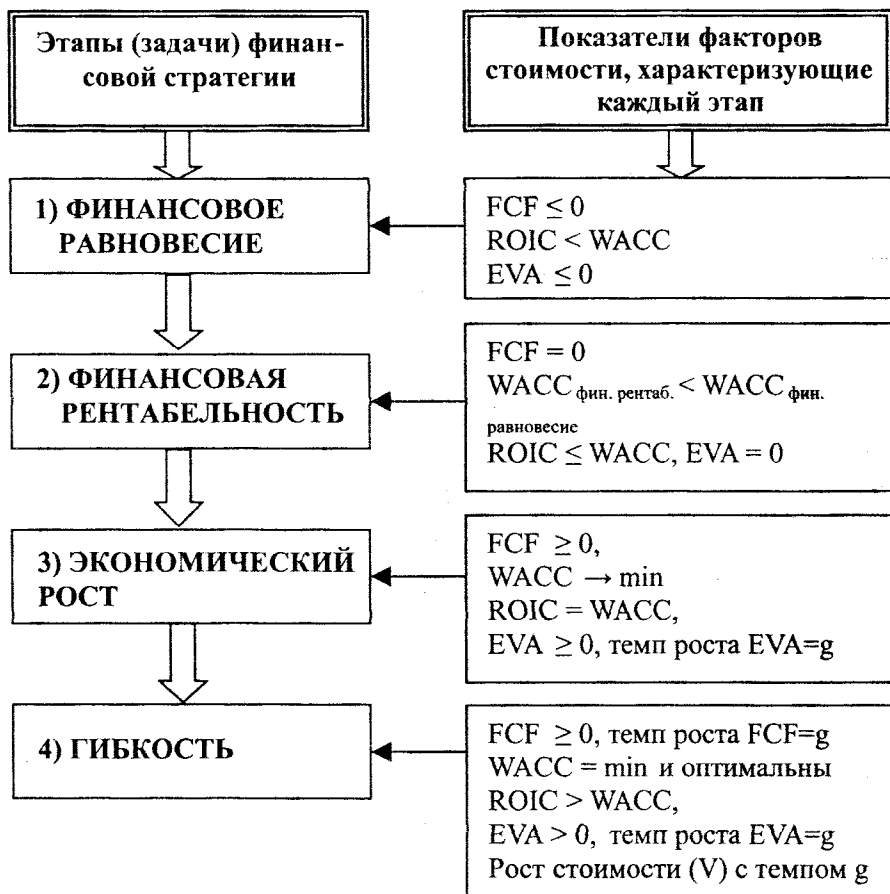 Этапы (задачи) финан-
совой стратегии
Показатели факторов
стоимости, характеризующие
каждый этап
1) ФИНАНСОВОЕ
РАВНОВЕСИЕ
FCF ≤ 0
ROIC < WACC
EVA ≤ 0
2) ФИНАНСОВАЯ
РЕНТАБЕЛЬНОСТЬ
FCF = 0
WACC фин. рентаб. < WACC фин.
равновесие
ROIC ≤ WACC, EVA = 0
3) ЭКОНОМИЧЕСКИЙ
РОСТ
FCF ≥ 0,
WACC → min
ROIC = WACC,
EVA ≥ 0, темп роста EVA=g
4) ГИБКОСТЬ
FCF ≥ 0, темп роста FCF=g
WACC = min и оптимальны
ROIC > WACC,
EVA > 0, темп роста EVA=g
Рост стоимости (V) с темпом g